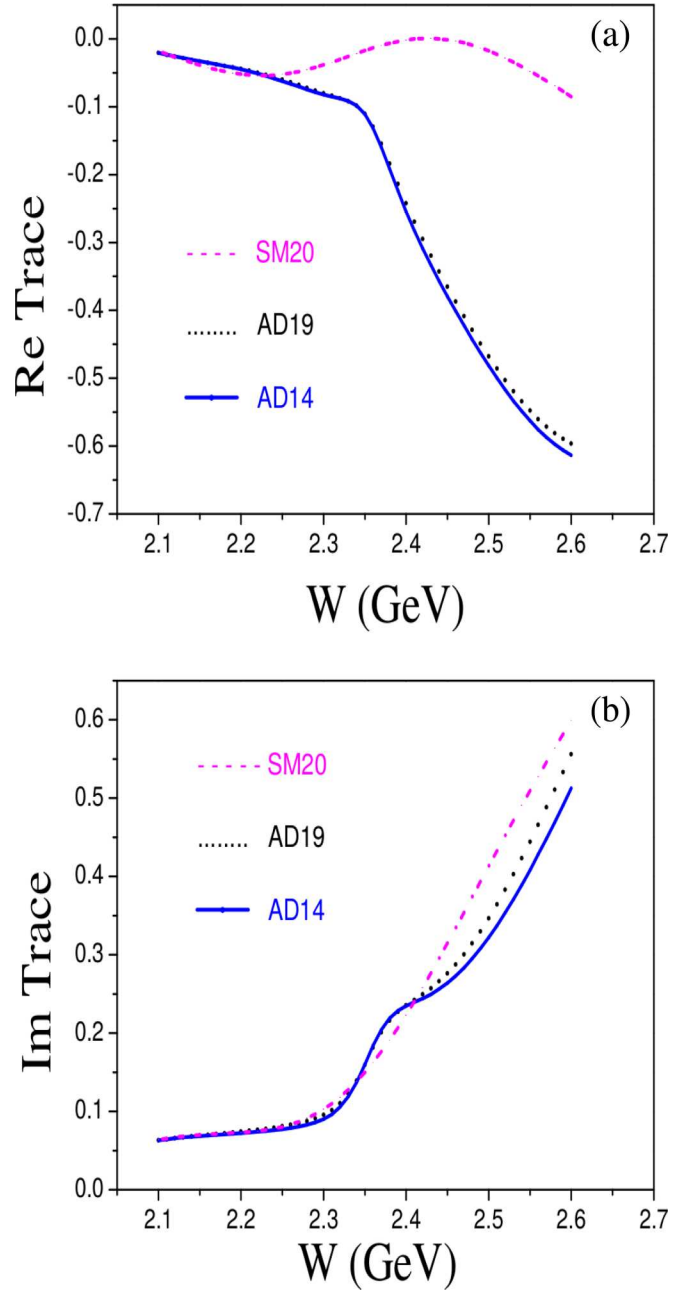 (a)
0.0
-0.1
-0.2
-0.3
-0.4
-0.5
-0.6
-0.7
Re Trace
SM20
AD19
AD14
2.1 2.2 2.3 2.4 2.5 2.6 2.7
W (GeV)
(b)
0.6
0.5
0.4
0.3
0.2
0.1
0.0
Im Trace
SM20
AD19
AD14
2.1 2.2 2.3 2.4 2.5 2.6 2.7
W (GeV)